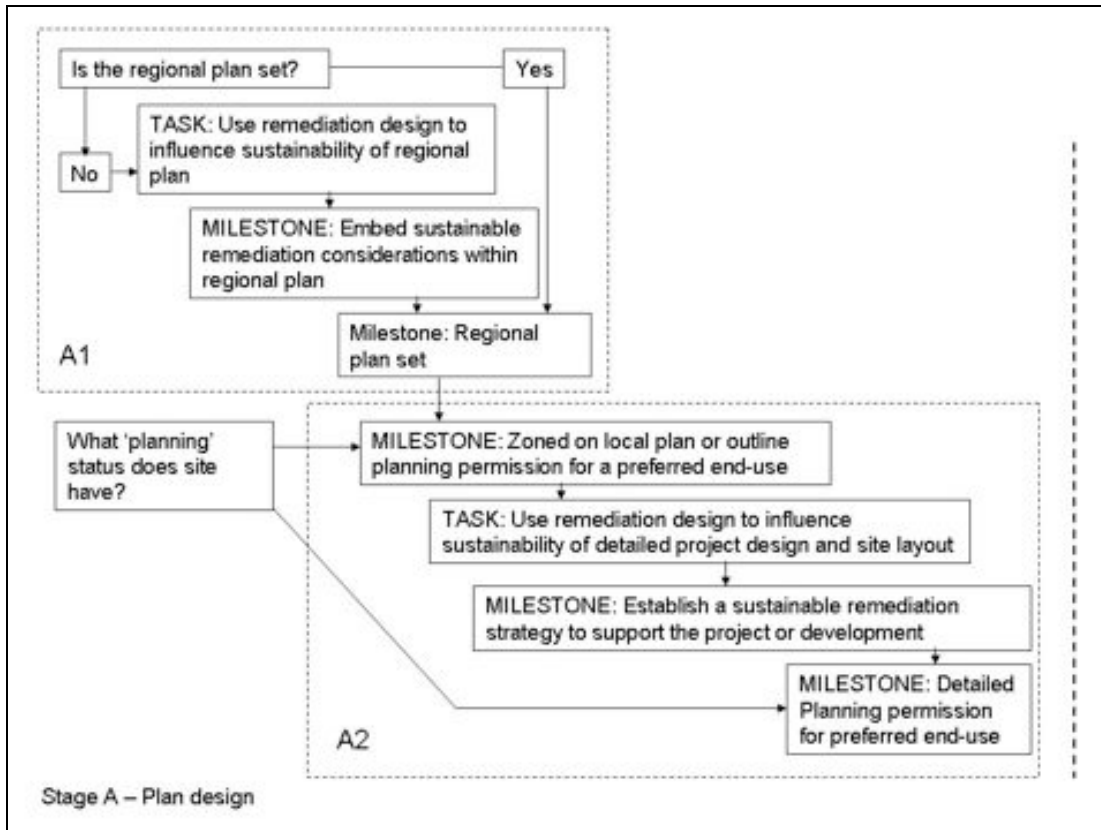 Is the regional plan set?
Yes
TASK: Use remediation design to
influence sustainability of regional
plan
No
MILESTONE: Embed sustainable
remediation considerations within
regional plan
Milestone: Regional
plan set
A1
What ‘planning’
status does site
have?
MILESTONE: Zoned on local plan or outline
planning permission for a preferred end-use
TASK: Use remediation design to influence
sustainability of detailed project design and site layout
MILESTONE: Establish a sustainable remediation
strategy to support the project or development
MILESTONE: Detailed
Planning permission
for preferred end-use
A2
Stage A – Plan design